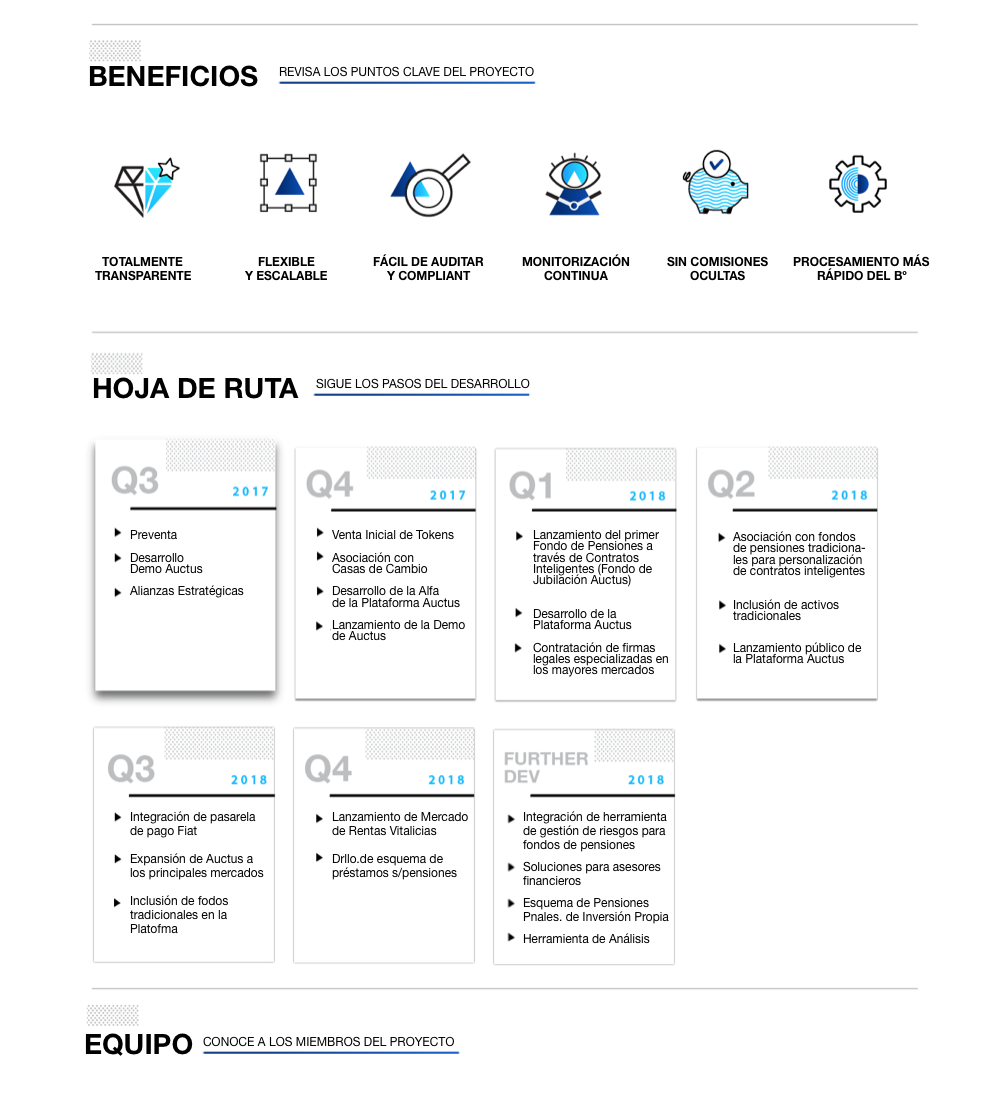 BENEFICIOS
REVISA LOS PUNTOS CLAVE DEL PROYECTO
TOTALMENTE
TRANSPARENTE
FLEXIBLE
Y ESCALABLE
FÁCIL DE AUDITAR
Y COMPLIANT
MONITORIZACIÓN
CONTINUA
SIN COMISIONES
OCULTAS
PROCESAMIENTO MÁS
RÁPIDO DEL B°
HOJA DE RUTA
SIGUE LOS PASOS DEL DESARROLLO
Q3
2017
Preventa
Desarrollo
Demo Auctus
Alianzas Estratégicas
Q4
2017
Venta Inicial de Tokens
Asociación con
Casas de Cambio
Desarrollo de la Alfa
de la Plataforma Auctus
Lanzamiento de la Demo
de Auctus
Q1
2018
Lanzamiento del primer
Fondo de Pensiones a
través de Contratos
Inteligentes (Fondo de
Jubilación Auctus)
Desarrollo de la
Plataforma Auctus
Contratación de firmas
legales especializadas en
los mayores mercados
Q2
2018
Asociación con fondos
de pensiones tradiciona-
les para personalización
de contratos inteligentes
Inclusión de activos
tradicionales
Lanzamiento público de
la Plataforma Auctus
Q3
2018
Integración de pasarela
de pago Fiat
Expansión de Auctus a
los principales mercados
Inclusión de fodos
tradicionales en la
Platofma
Q4
2018
Lanzamiento de Mercado
de Rentas Vitalicias
Drllo.de esquema de
préstamos s/pensiones
FURTHER
DEV
2018
Integración de herramienta
de gestión de riesgos para
fondos de pensiones
Soluciones para asesores
financieros
Esquema de Pensiones
Pnales. de Inversión Propia
Herramienta de Análisis
EQUIPO
CONOCE A LOS MIEMBROS DEL PROYECTO